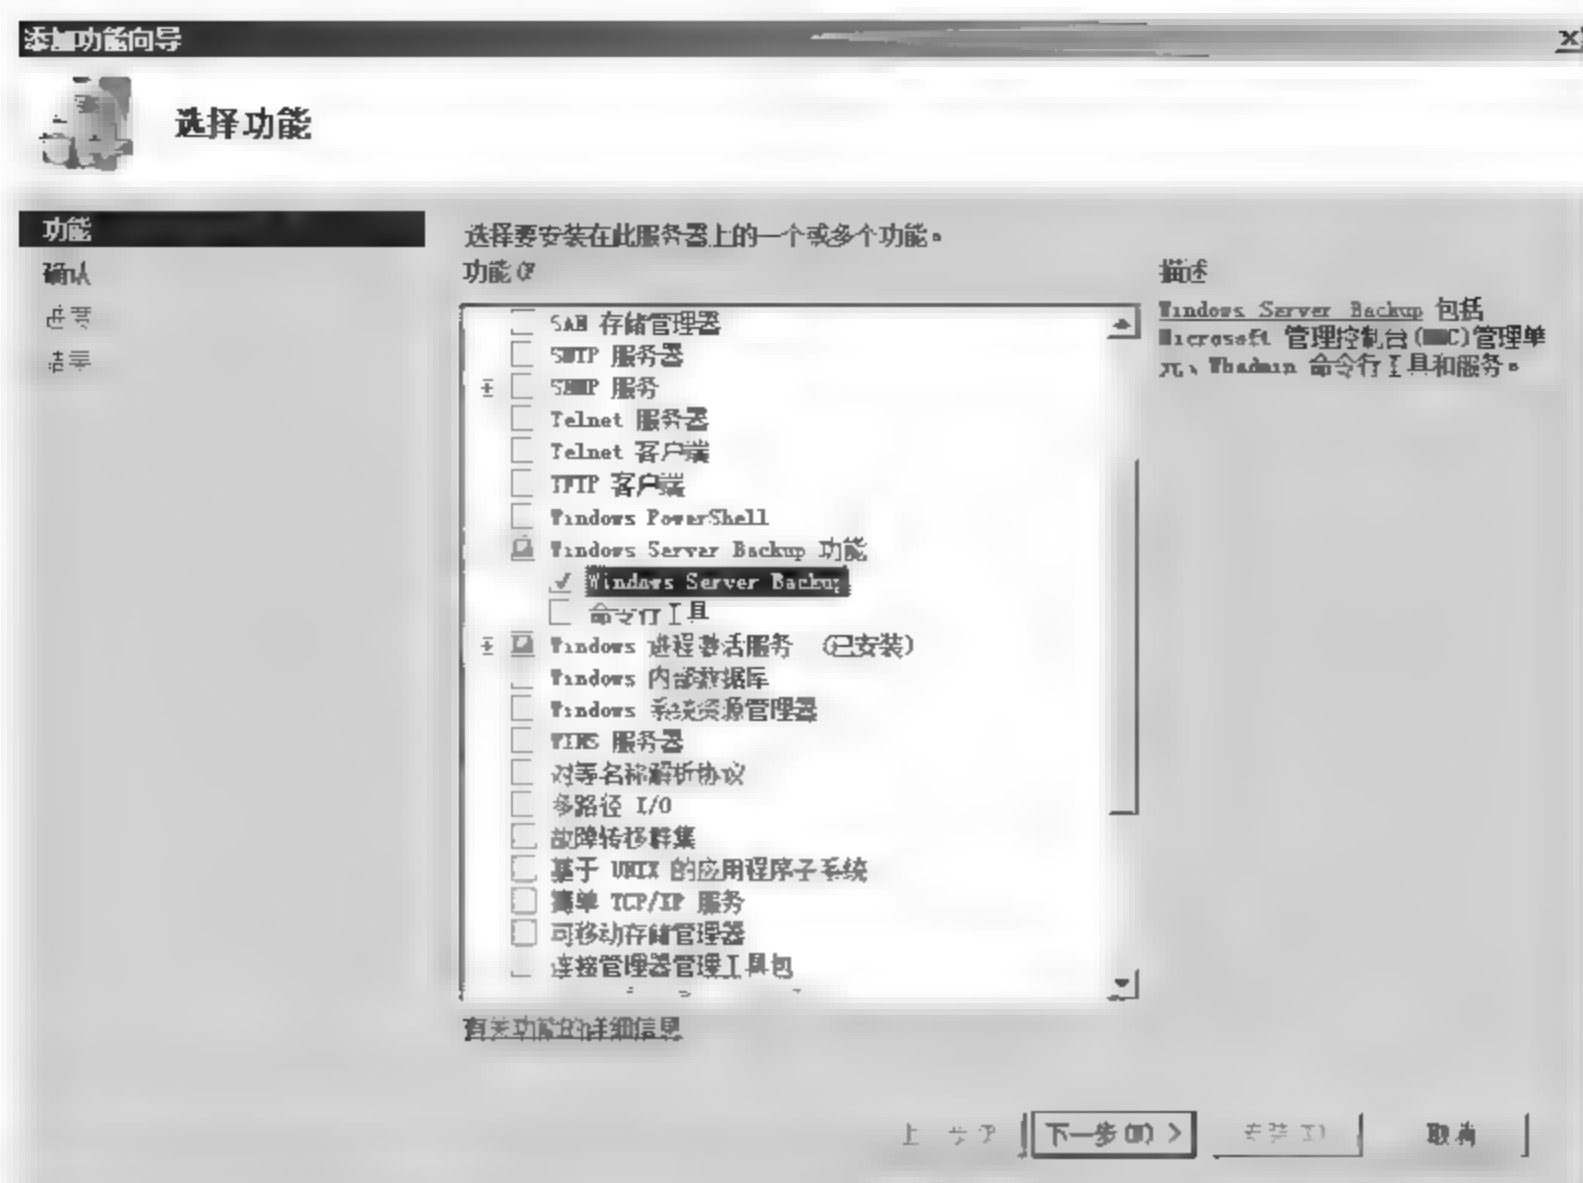 添加功能向导
选择功能
功能
确认
进度
结果
选择要安装在此服务器上的一个或多个功能。
功能(F)
SAN 存储管理器
SMTP 服务器
SNMP 服务
Telnet 服务器
Telnet 客户端
TFTP 客户端
Windows PowerShell
Windows Server Backup 功能
Windows Server Backup
命令行工具
Windows 进程激活服务 (已安装)
Windows 内部数据库
Windows 系统资源管理器
WINS 服务器
对等名称解析协议
多路径 I/O
故障转移群集
基于 UNIX 的应用程序子系统
简单 TCP/IP 服务
可移动存储管理器
连接管理器管理工具包
有关功能的详细信息
描述
Windows Server Backup 包括
Microsoft 管理控制台(MMC)管理单
元、Wbadmin 命令行工具和服务。
上一步(P)
下一步(N) >
安装(I)
取消